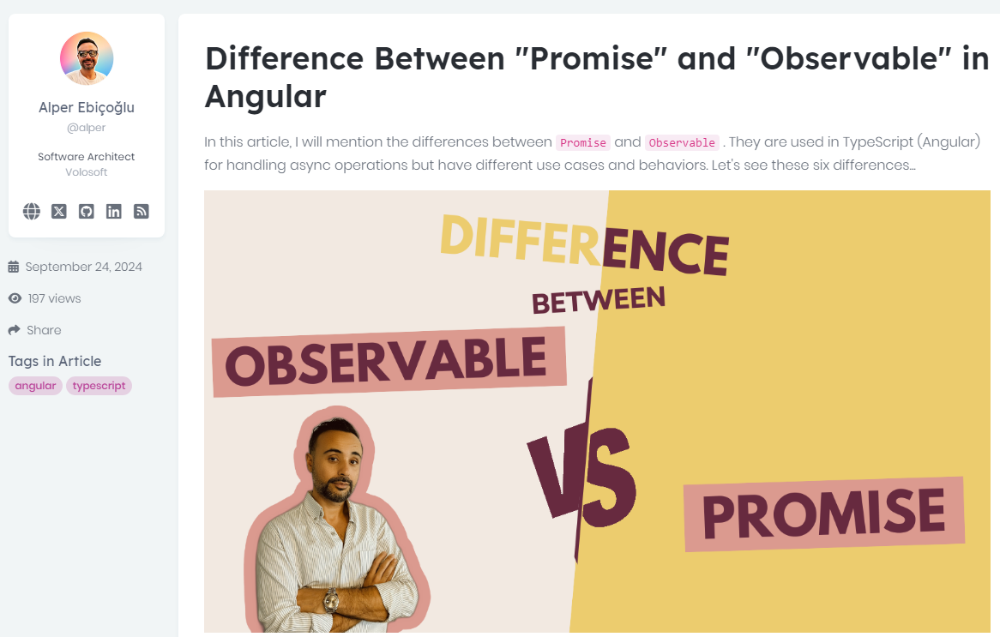 Alper Ebiçoğlu
@alper
Software Architect
Volosoft
September 24, 2024
197 views
Share
Tags in Article
angular
typescript
Difference Between "Promise" and "Observable" in
Angular
In this article, I will mention the differences between Promise and Observable . They are used in TypeScript (Angular)
for handling async operations but have different use cases and behaviors. Let's see these six differences…
DIFFERENCE
BETWEEN
OBSERVABLE
VS
PROMISE